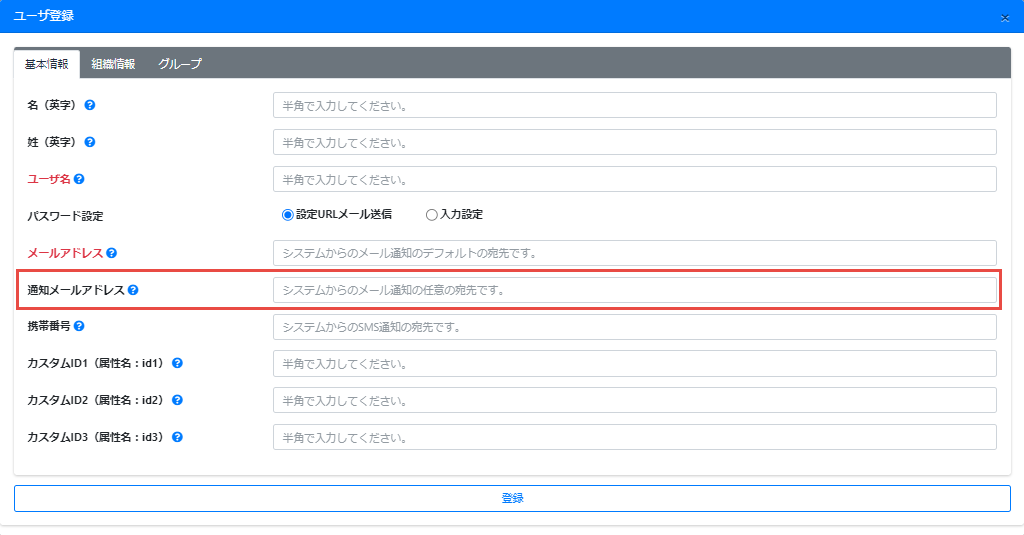 ユーザ登録 ×
基本情報 組織情報 グループ
名（英字） ? 半角で入力してください。
姓（英字） ? 半角で入力してください。
ユーザ名 ? 半角で入力してください。
パスワード設定 設定URLメール送信 入力設定
メールアドレス ? システムからのメール通知のデフォルトの宛先です。
通知メールアドレス ? システムからのメール通知の任意の宛先です。
携帯番号 ? システムからのSMS通知の宛先です。
カスタムID1（属性名：id1） ? 半角で入力してください。
カスタムID2（属性名：id2） ? 半角で入力してください。
カスタムID3（属性名：id3） ? 半角で入力してください。
登録